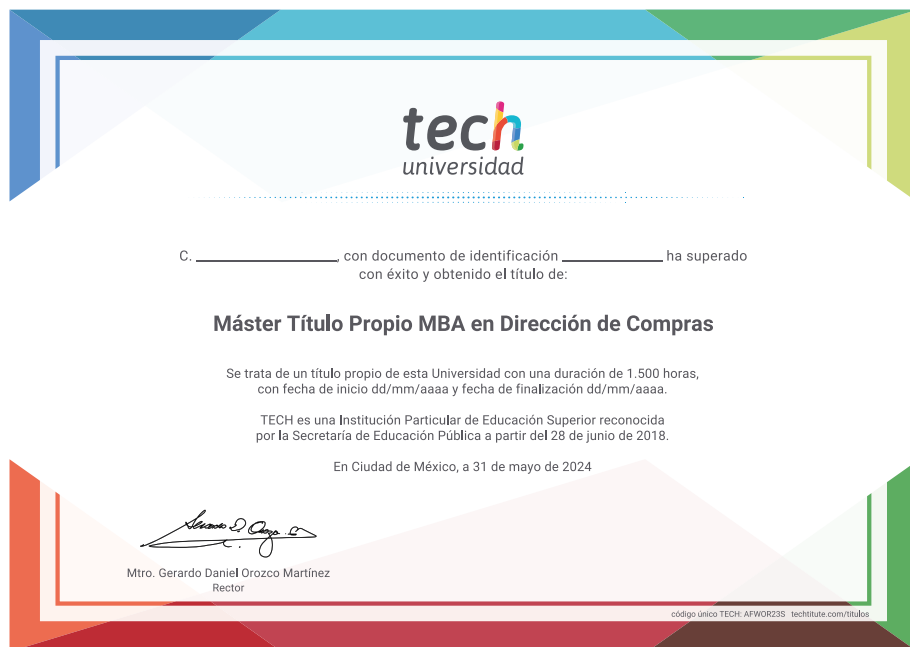 tech
universidad
C. ____________________, con documento de identificación ______________ ha superado
con éxito y obtenido el título de:
Máster Título Propio MBA en Dirección de Compras
Se trata de un título propio de esta Universidad con una duración de 1.500 horas,
con fecha de inicio dd/mm/aaaa y fecha de finalización dd/mm/aaaa.
TECH es una Institución Particular de Educación Superior reconocida
por la Secretaría de Educación Pública a partir del 28 de junio de 2018.
En Ciudad de México, a 31 de mayo de 2024
Mtro. Gerardo Daniel Orozco Martínez
Rector
código único TECH: AFWOR23S techtitute.com/titulos